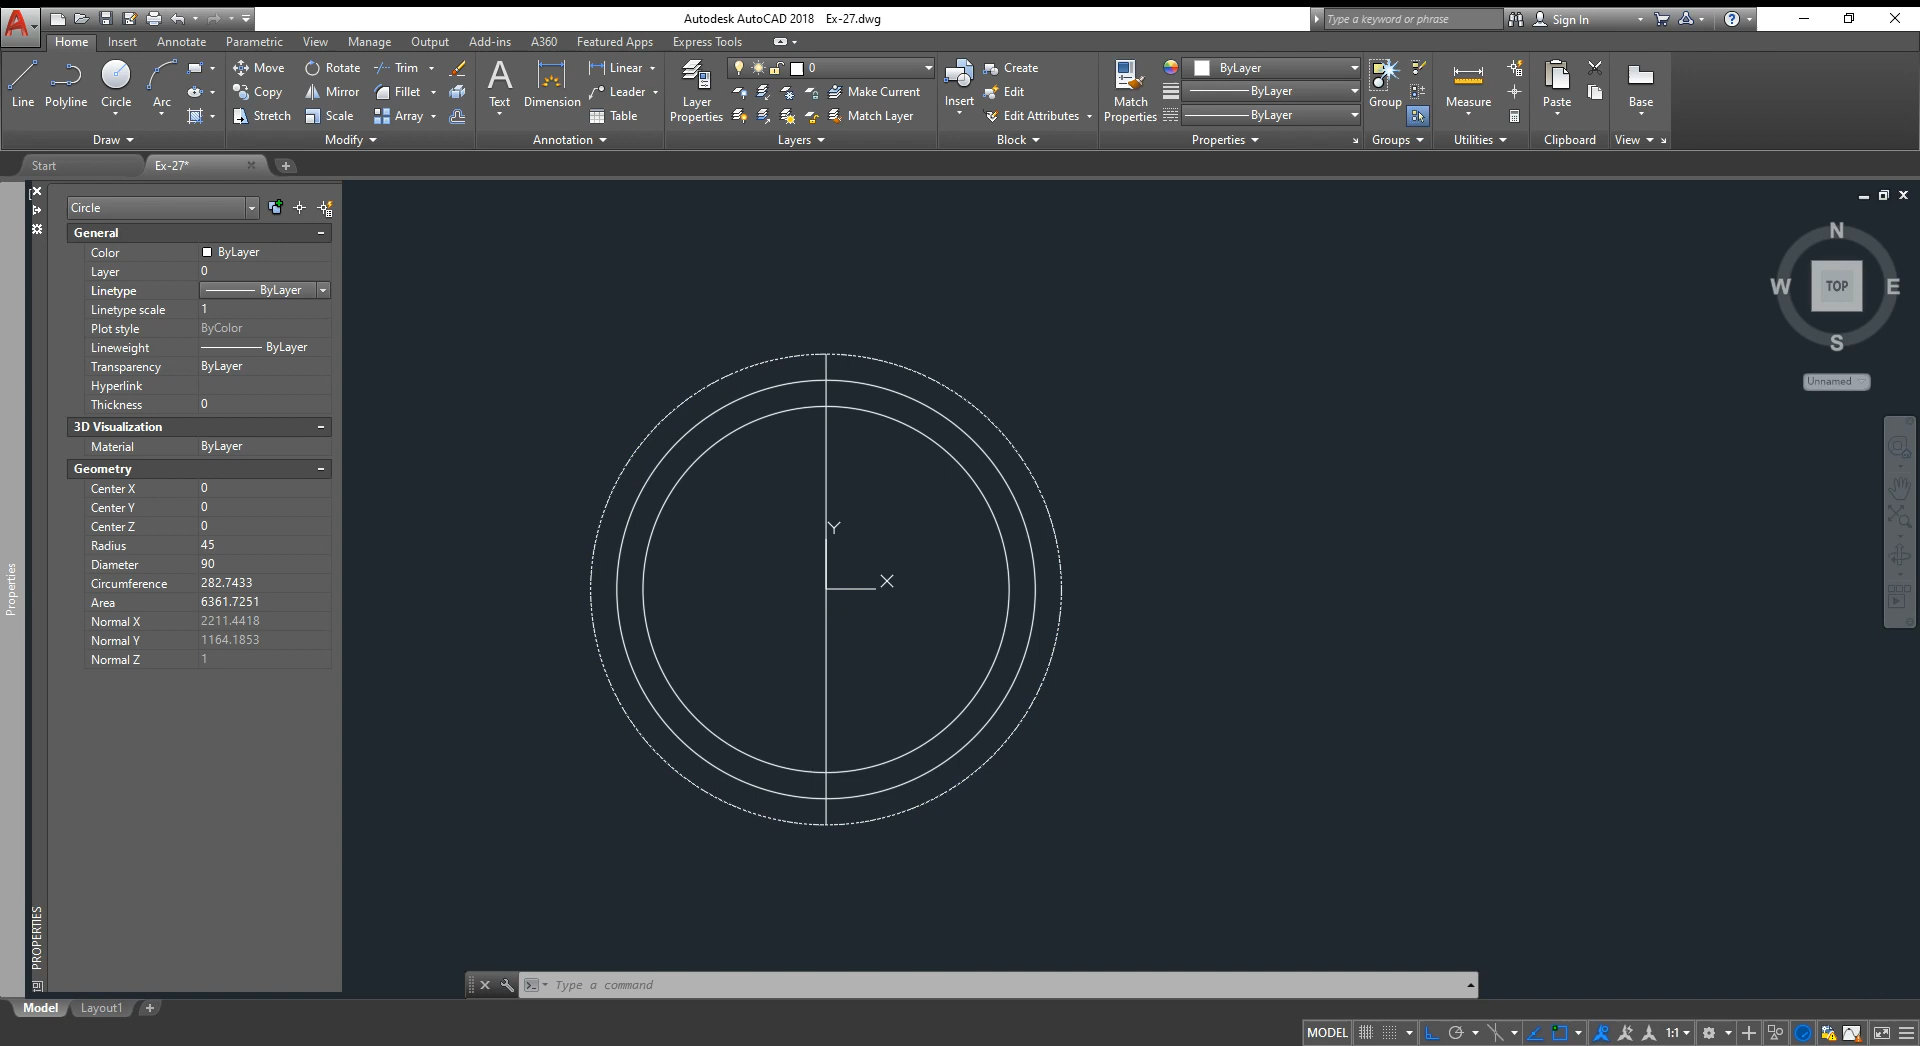 Autodesk AutoCAD 2018 Ex-27.dwg
Type a keyword or phrase
Sign In
Home Insert Annotate Parametric View Manage Output Add-ins A360 Featured Apps Express Tools
Line Polyline Circle Arc
Draw
Move Rotate Trim
Copy Mirror Fillet
Stretch Scale Array
Modify
A
Text Dimension
Linear
Leader
Table
Annotation
Layer
Properties
0
Make Current
Match Layer
Layers
Insert
Create
Edit
Edit Attributes
Block
Match
Properties
ByLayer
ByLayer
ByLayer
Properties
Group
Groups
Measure
Utilities
Paste
Clipboard
Base
View
Start Ex-27*
Circle
General
Color ByLayer
Layer 0
Linetype ByLayer
Linetype scale 1
Plot style ByColor
Lineweight ByLayer
Transparency ByLayer
Hyperlink
Thickness 0
3D Visualization
Material ByLayer
Geometry
Center X 0
Center Y 0
Center Z 0
Radius 45
Diameter 90
Circumference 282.7433
Area 6361.7251
Normal X 2211.4418
Normal Y 1164.1853
Normal Z 1
Properties
PROPERTIES
Y
X
N
W TOP E
S
Unnamed
Type a command
Model Layout1
MODEL 1:1